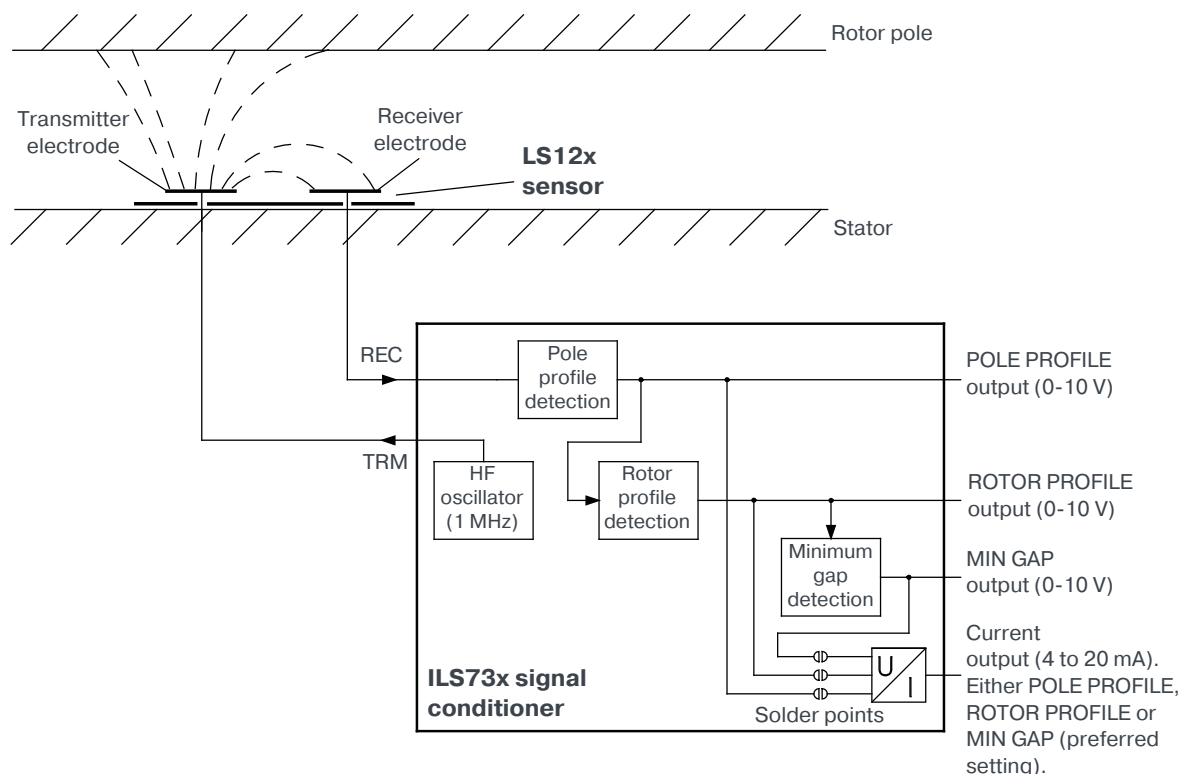 Rotor pole
Transmitter
electrode
Receiver
electrode
LS12x
sensor
Stator
REC
Pole
profile
detection
POLE PROFILE
output (0-10 V)
TRM
HF
oscillator
(1 MHz)
Rotor
profile
detection
ROTOR PROFILE
output (0-10 V)
Minimum
gap
detection
MIN GAP
output (0-10 V)
ILS73x signal
conditioner
U
I
Solder points
Current
output (4 to 20 mA).
Either POLE PROFILE,
ROTOR PROFILE or
MIN GAP (preferred
setting).